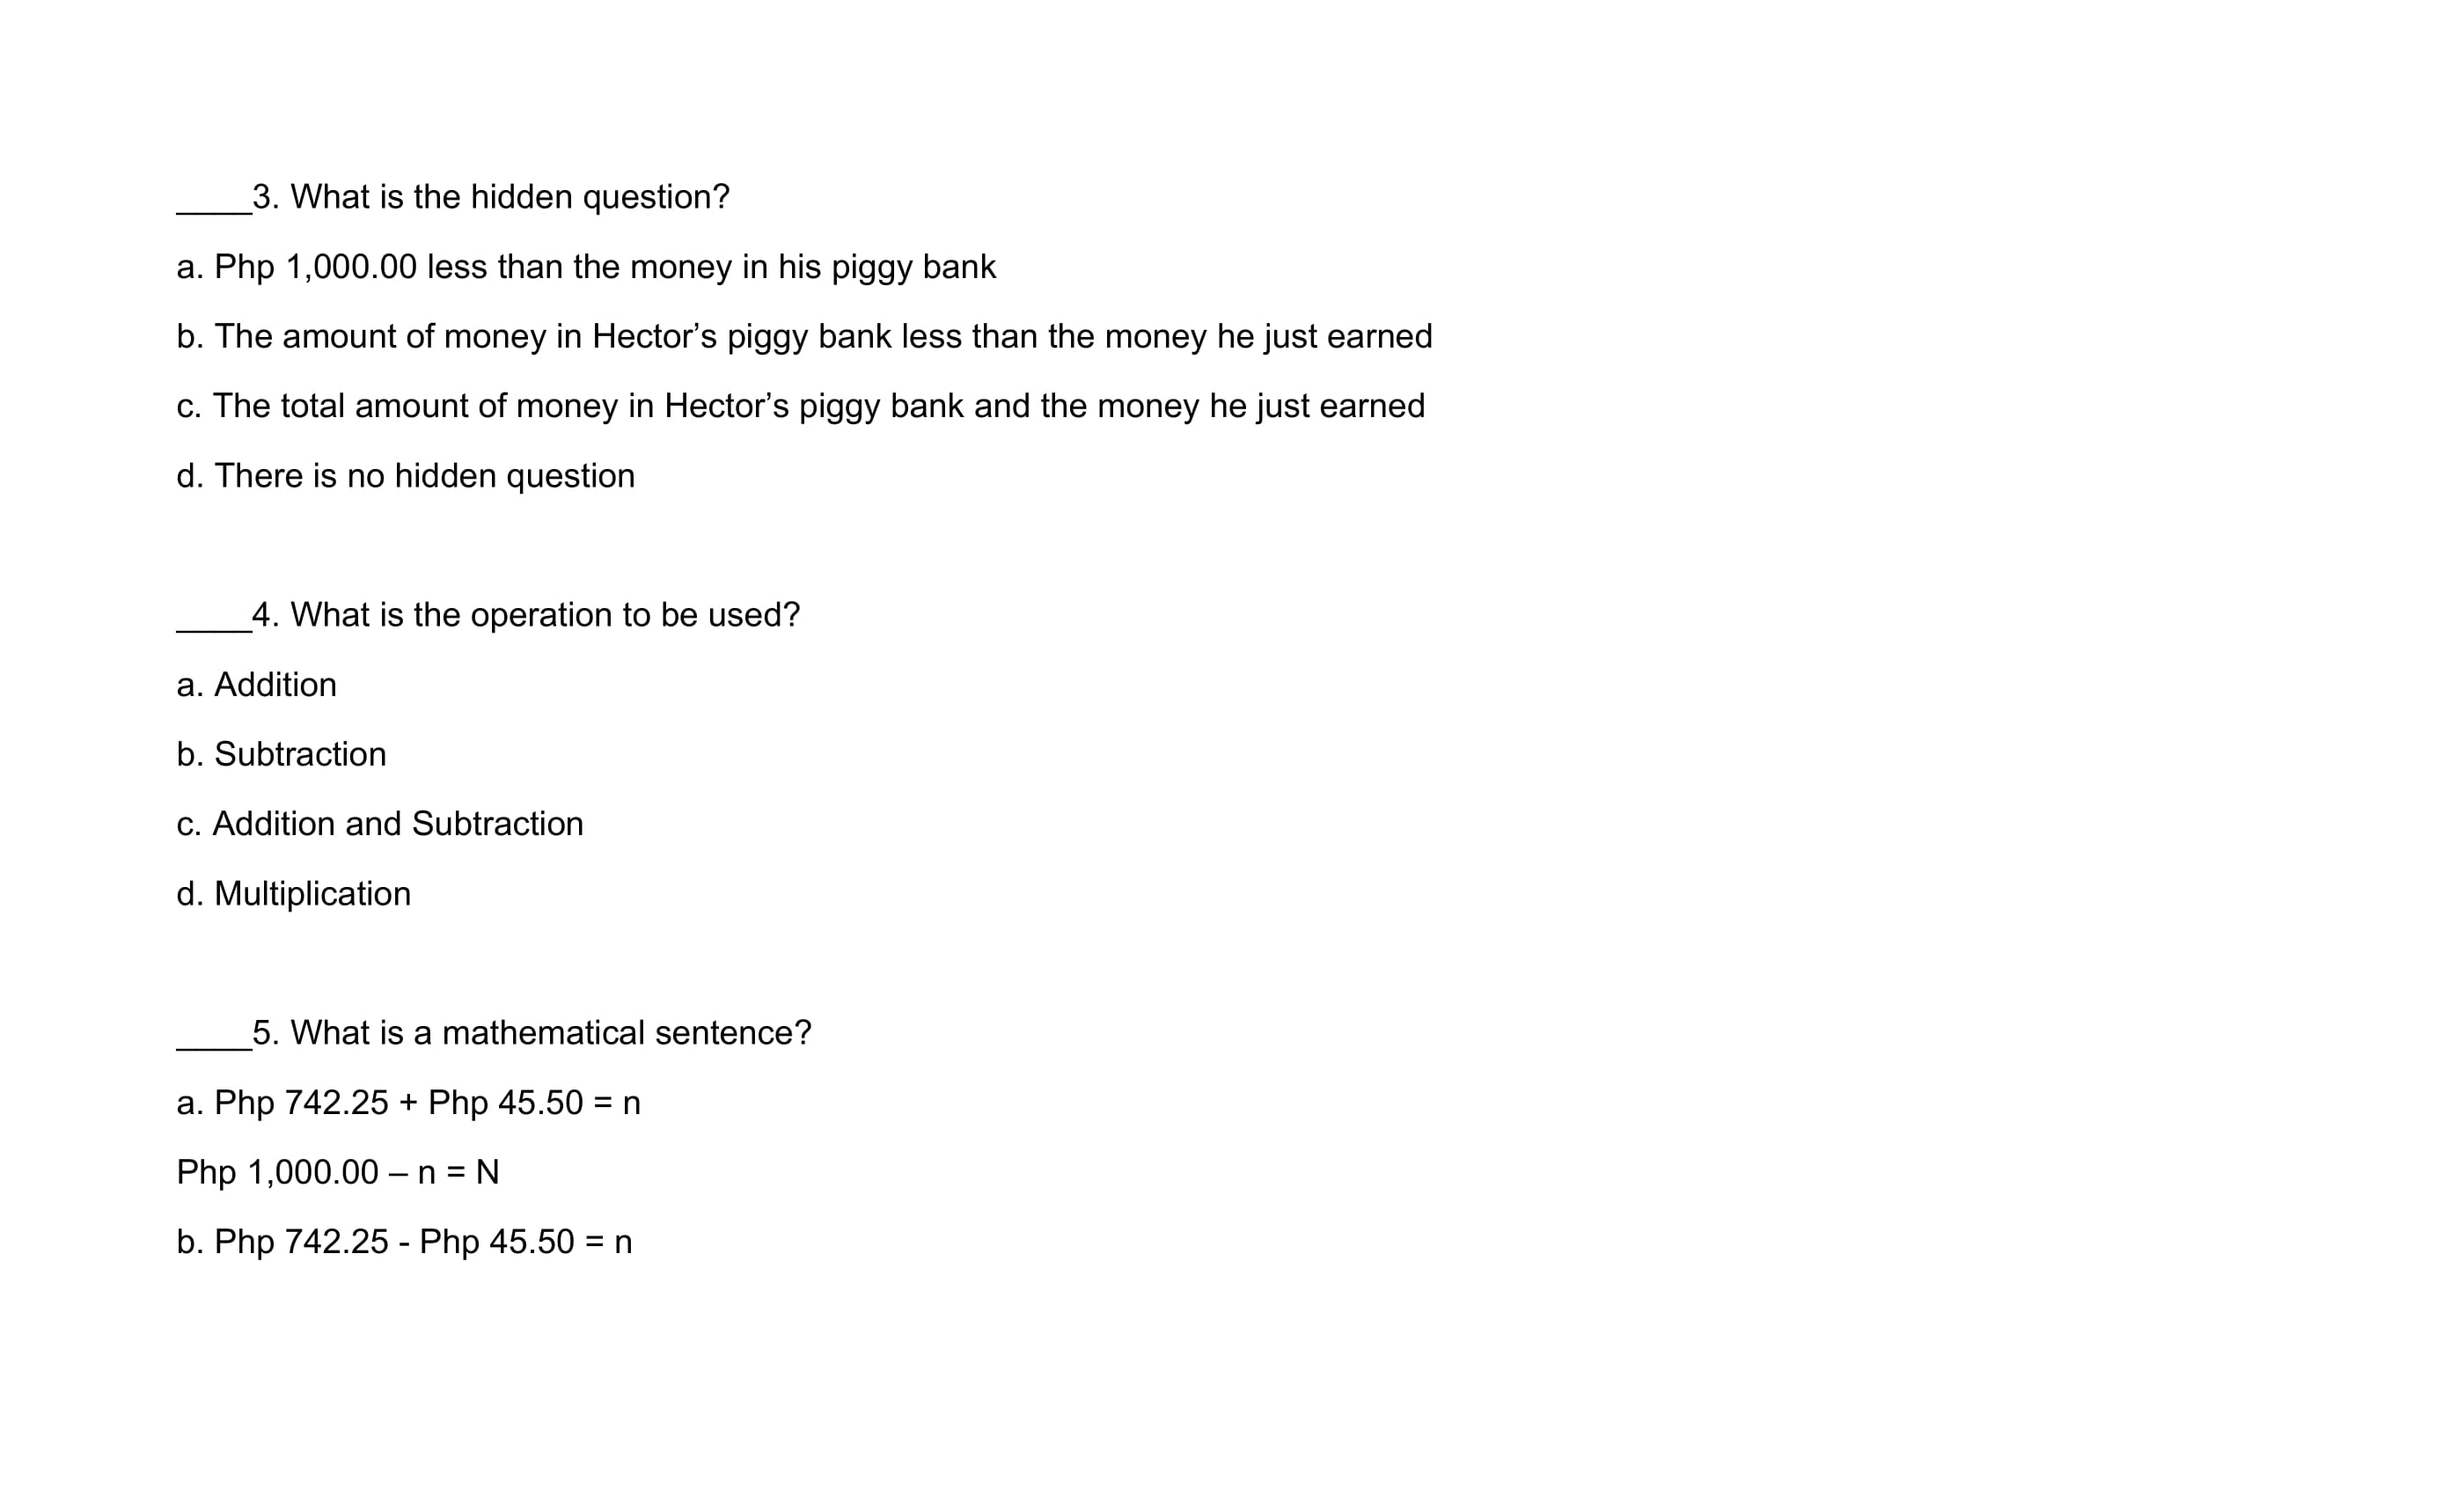 ____3. What is the hidden question?
a. Php 1,000.00 less than the money in his piggy bank
b. The amount of money in Hector’s piggy bank less than the money he just earned
c. The total amount of money in Hector’s piggy bank and the money he just earned
d. There is no hidden question
____4. What is the operation to be used?
a. Addition
b. Subtraction
c. Addition and Subtraction
d. Multiplication
____5. What is a mathematical sentence?
a. Php 742.25 + Php 45.50 = n
Php 1,000.00 – n = N
b. Php 742.25 - Php 45.50 = n